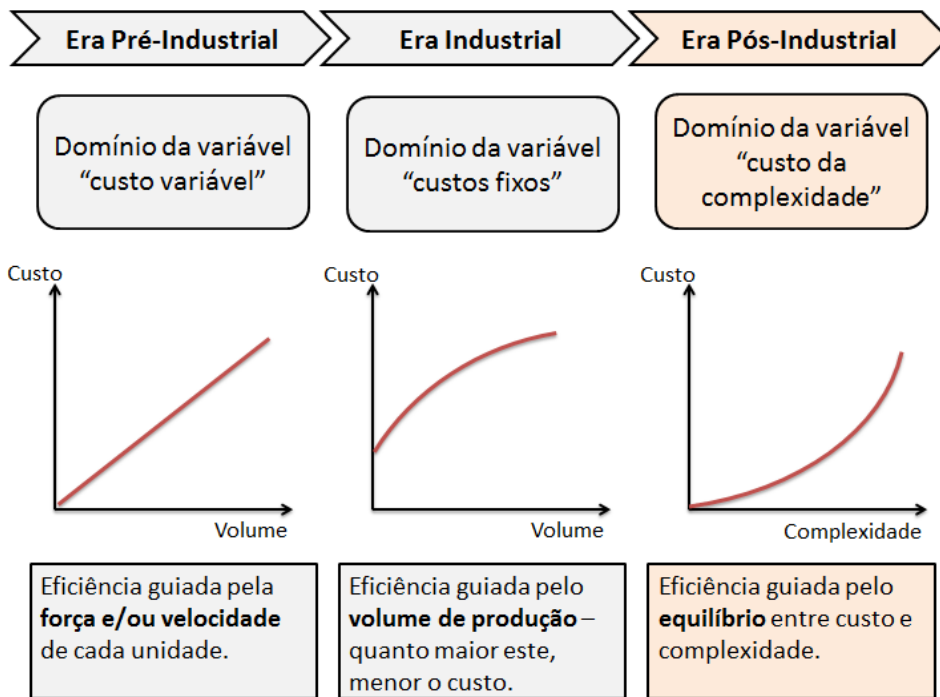 Era Pré-Industrial
Era Industrial
Era Pós-Industrial
Domínio da variável
“custo variável”
Domínio da variável
“custos fixos”
Domínio da variável
“custo da
complexidade”
Custo
Volume
Custo
Volume
Custo
Complexidade
Eficiência guiada pela
força e/ou velocidade
de cada unidade.
Eficiência guiada pelo
volume de produção –
quanto maior este,
menor o custo.
Eficiência guiada pelo
equilíbrio entre custo e
complexidade.